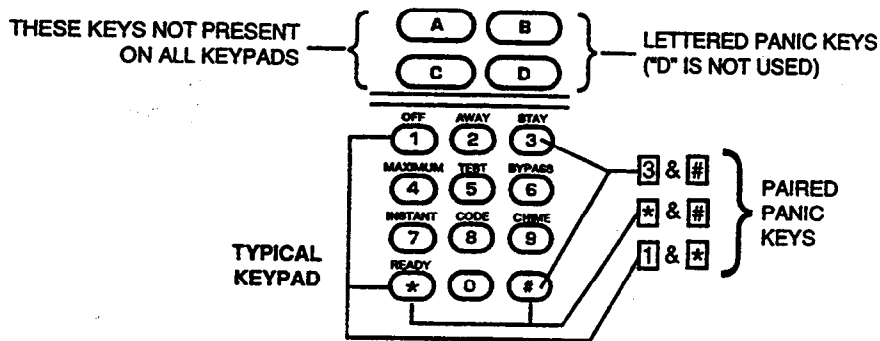 THESE KEYS NOT PRESENT
ON ALL KEYPADS
A B
C D
LETTERED PANIC KEYS
("D" IS NOT USED)
OFF AWAY STAY
1 2 3
MAXIMUM TEST BYPASS
4 5 6
INSTANT CODE CHIME
7 8 9
READY
* 0 #
TYPICAL
KEYPAD
3 & #
* & #
1 & *
PAIRED
PANIC
KEYS